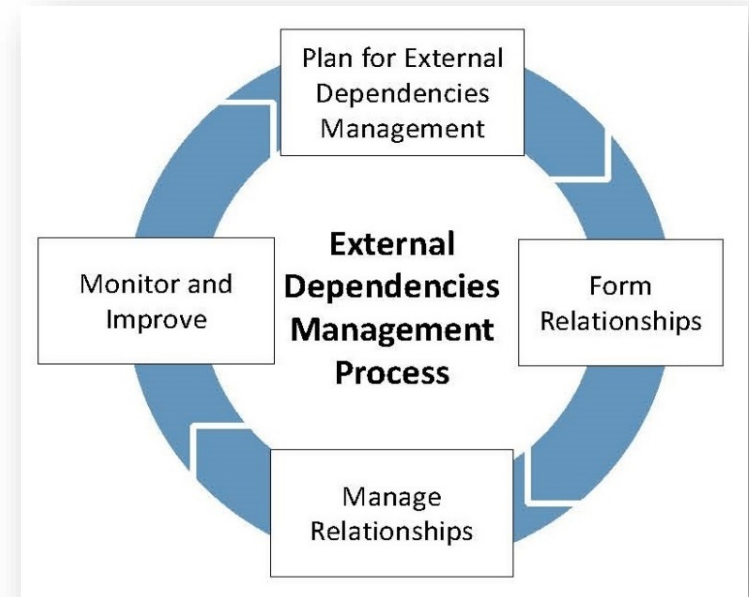 Plan for External
Dependencies
Management
External
Dependencies
Management
Process
Form
Relationships
Manage
Relationships
Monitor and
Improve